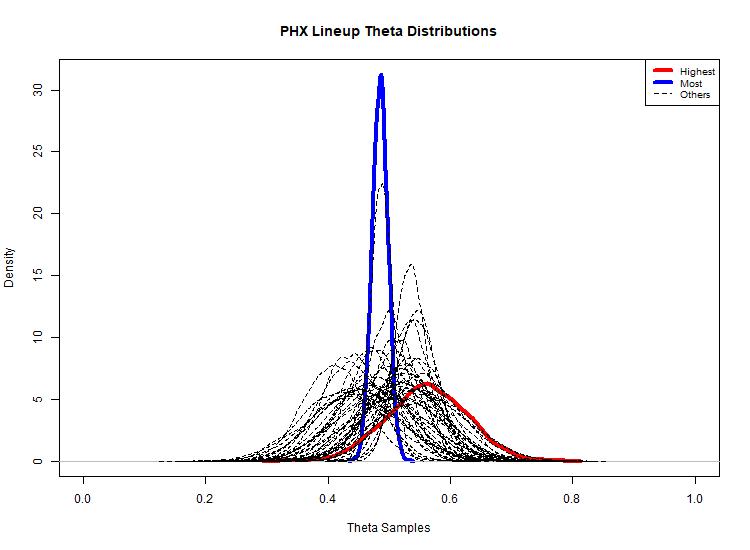 PHX Lineup Theta Distributions
Highest
Most
Others
Density
30
25
20
15
10
5
0
0.0 0.2 0.4 0.6 0.8 1.0
Theta Samples